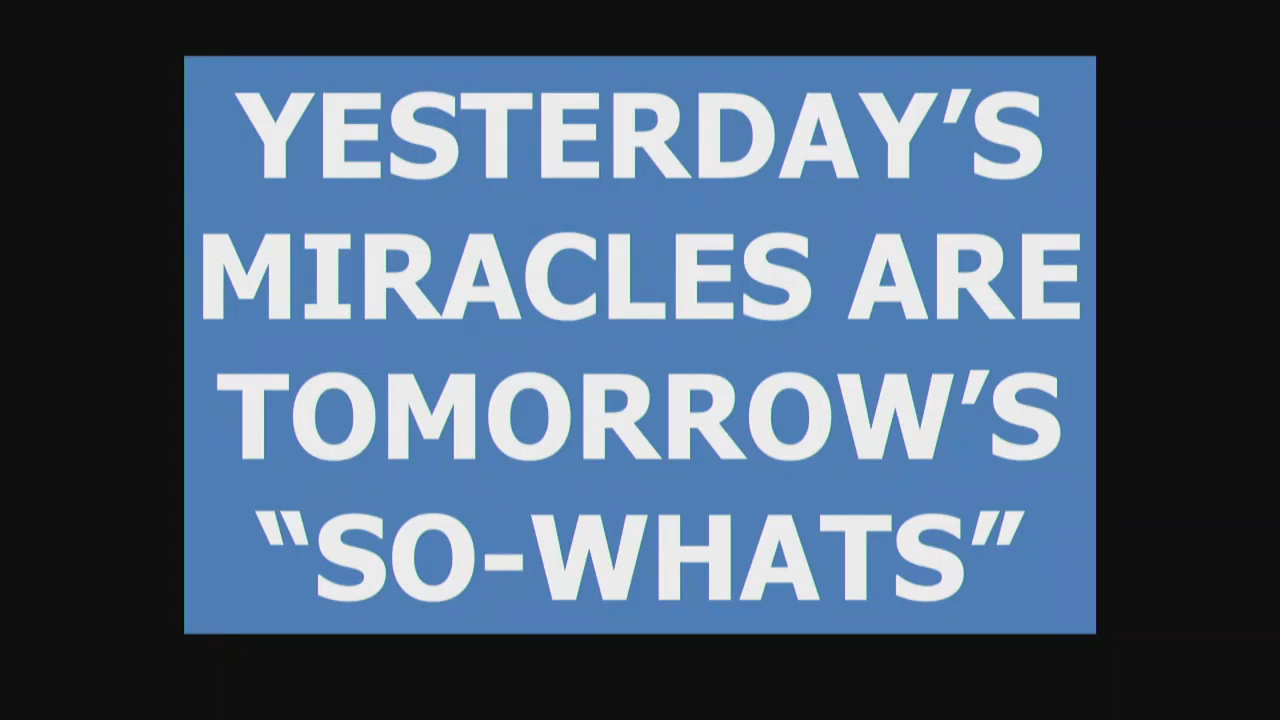 YESTERDAY’S
MIRACLES ARE
TOMORROW’S
“SO-WHATS”